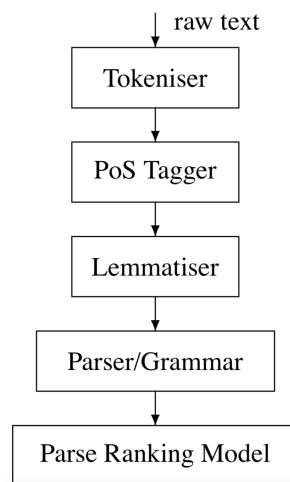 raw text
Tokeniser
PoS Tagger
Lemmatiser
Parser/Grammar
Parse Ranking Model